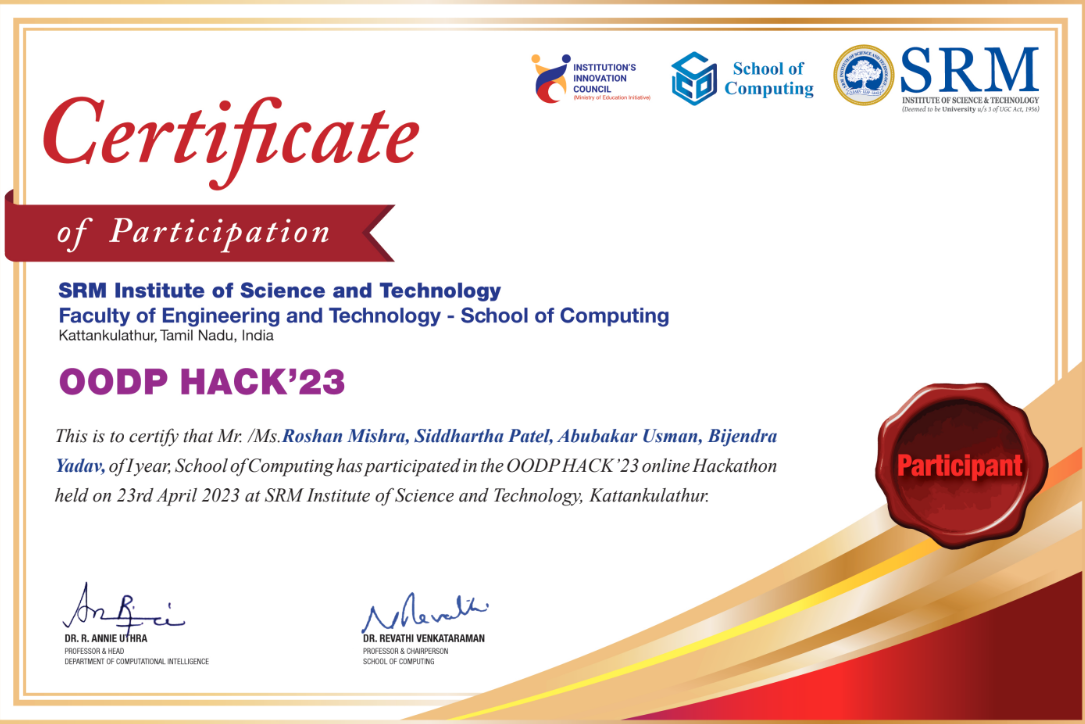 INSTITUTION'S
INNOVATION
COUNCIL
(Ministry of Education Initiative)
School of
Computing
SRM
INSTITUTE OF SCIENCE & TECHNOLOGY
(Deemed to be University u/s 3 of UGC Act, 1956)
Certificate
of Participation
SRM Institute of Science and Technology
Faculty of Engineering and Technology - School of Computing
Kattankulathur, Tamil Nadu, India
OODP HACK'23
This is to certify that Mr. /Ms.Roshan Mishra, Siddhartha Patel, Abubakar Usman, Bijendra
Yadav, of I year, School of Computing has participated in the OODP HACK'23 online Hackathon
held on 23rd April 2023 at SRM Institute of Science and Technology, Kattankulathur.
Participant
DR. R. ANNIE UTHRA
PROFESSOR & HEAD
DEPARTMENT OF COMPUTATIONAL INTELLIGENCE
DR. REVATHI VENKATARAMAN
PROFESSOR & CHAIRPERSON
SCHOOL OF COMPUTING